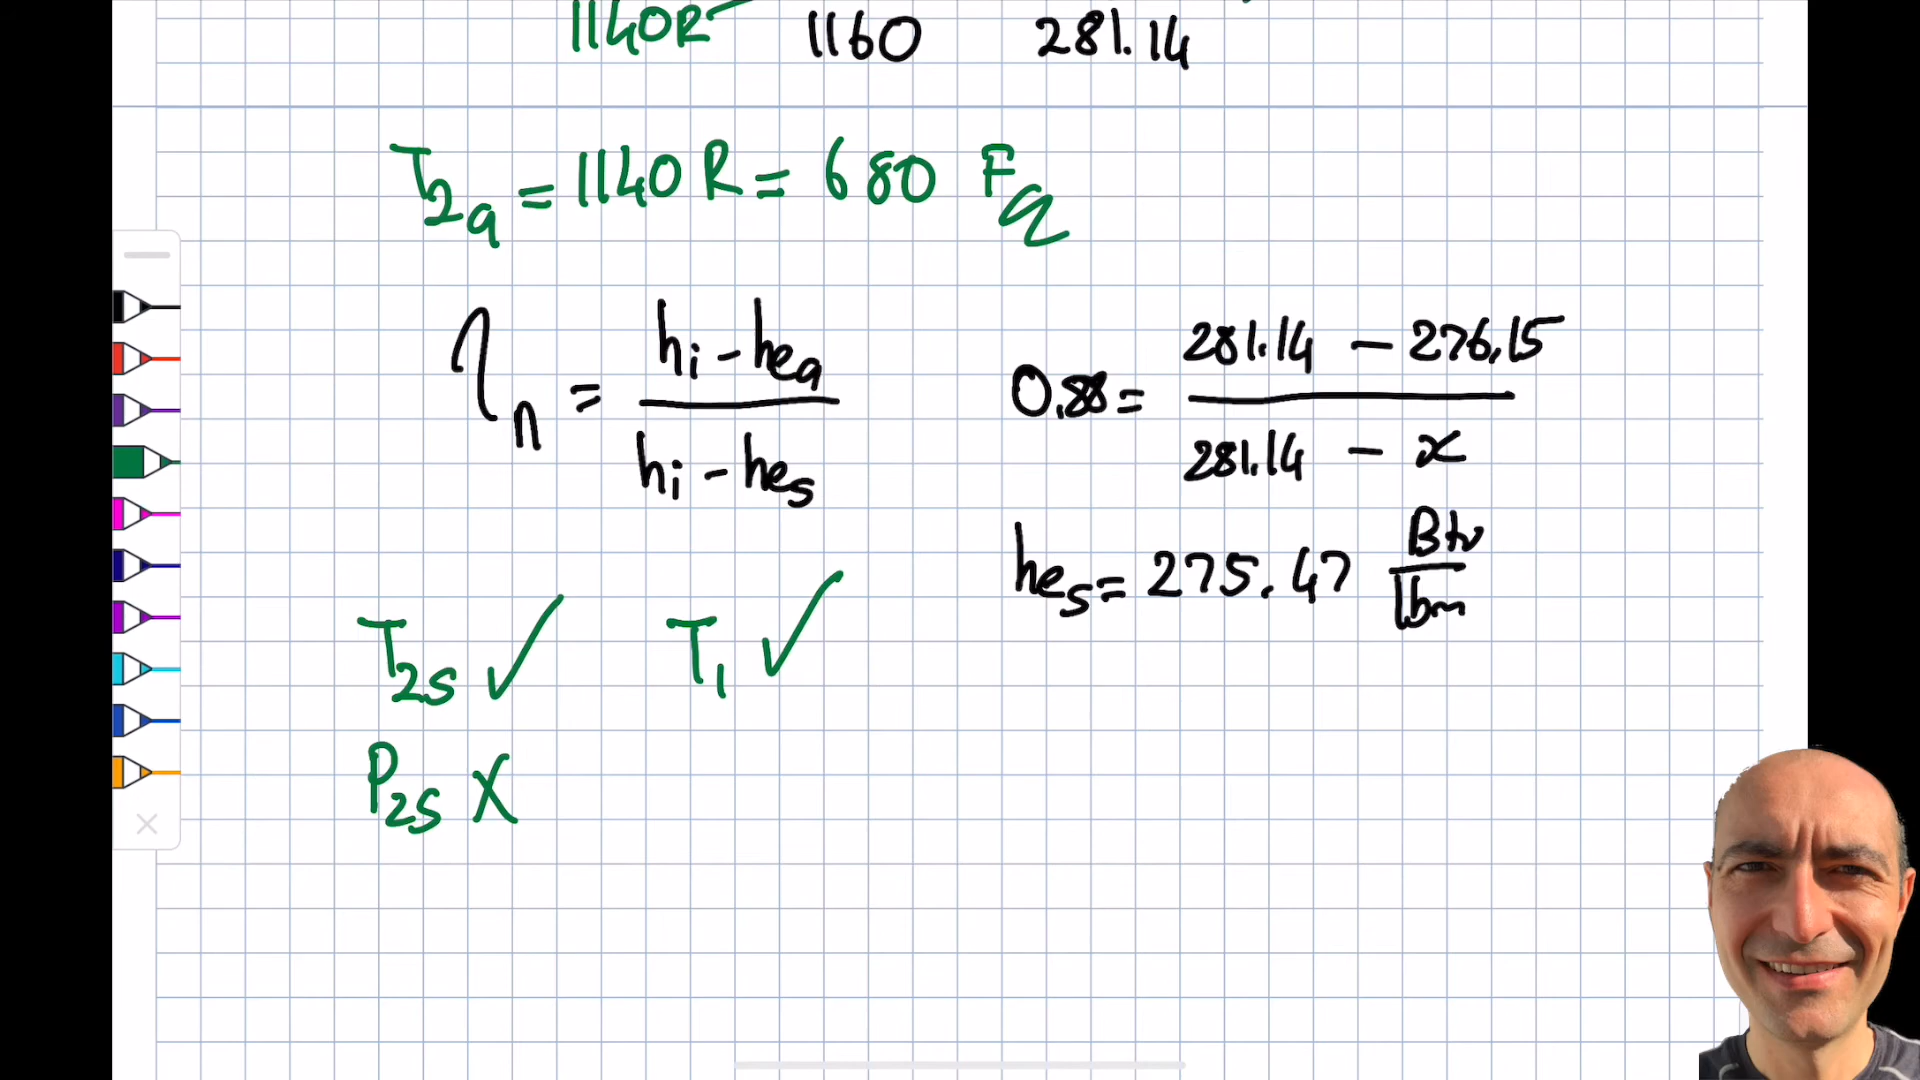 1140R 1160 281.14
T2a = 1140 R = 680 F
ηn = (hi - hea) / (hi - hes)
0.88 = (281.14 - 276.15) / (281.14 - x)
hes = 275.47 Btu/lbm
T2s ✓ T1 ✓
P2s X